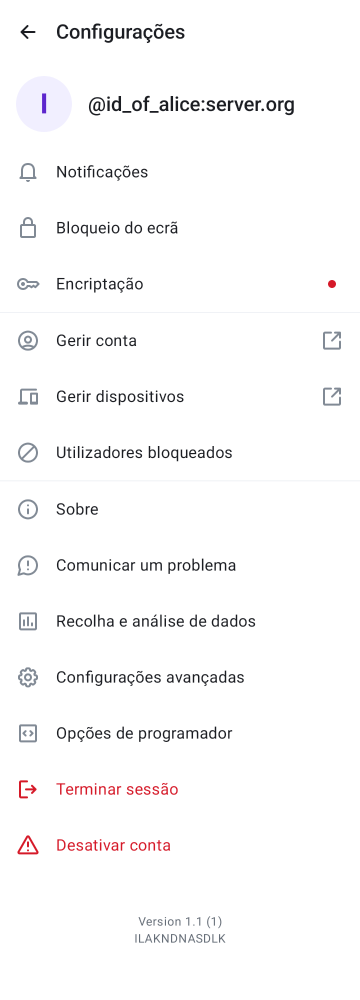 Configurações
I
@id_of_alice:server.org
Notificações
Bloqueio do ecrã
Encriptação
Gerir conta
Gerir dispositivos
Utilizadores bloqueados
Sobre
Comunicar um problema
Recolha e análise de dados
Configurações avançadas
Opções de programador
Terminar sessão
Desativar conta
Version 1.1 (1)
ILAKNDNASDLK